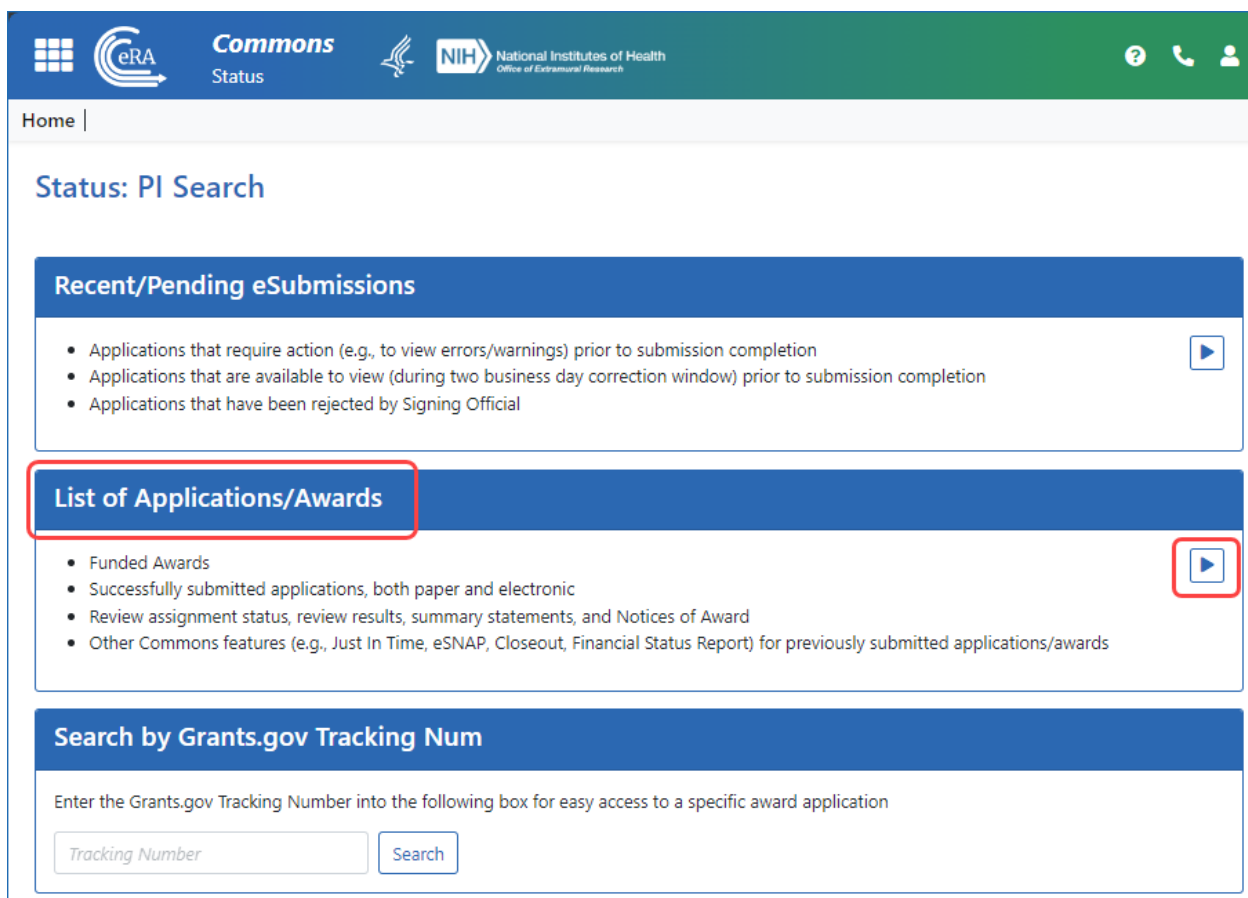 eRA
Commons
Status
NIH
National Institutes of Health
Office of Extramural Research
Home
Status: PI Search
Recent/Pending eSubmissions
Applications that require action (e.g., to view errors/warnings) prior to submission completion
Applications that are available to view (during two business day correction window) prior to submission completion
Applications that have been rejected by Signing Official
List of Applications/Awards
Funded Awards
Successfully submitted applications, both paper and electronic
Review assignment status, review results, summary statements, and Notices of Award
Other Commons features (e.g., Just In Time, eSNAP, Closeout, Financial Status Report) for previously submitted applications/awards
Search by Grants.gov Tracking Num
Enter the Grants.gov Tracking Number into the following box for easy access to a specific award application
Tracking Number
Search